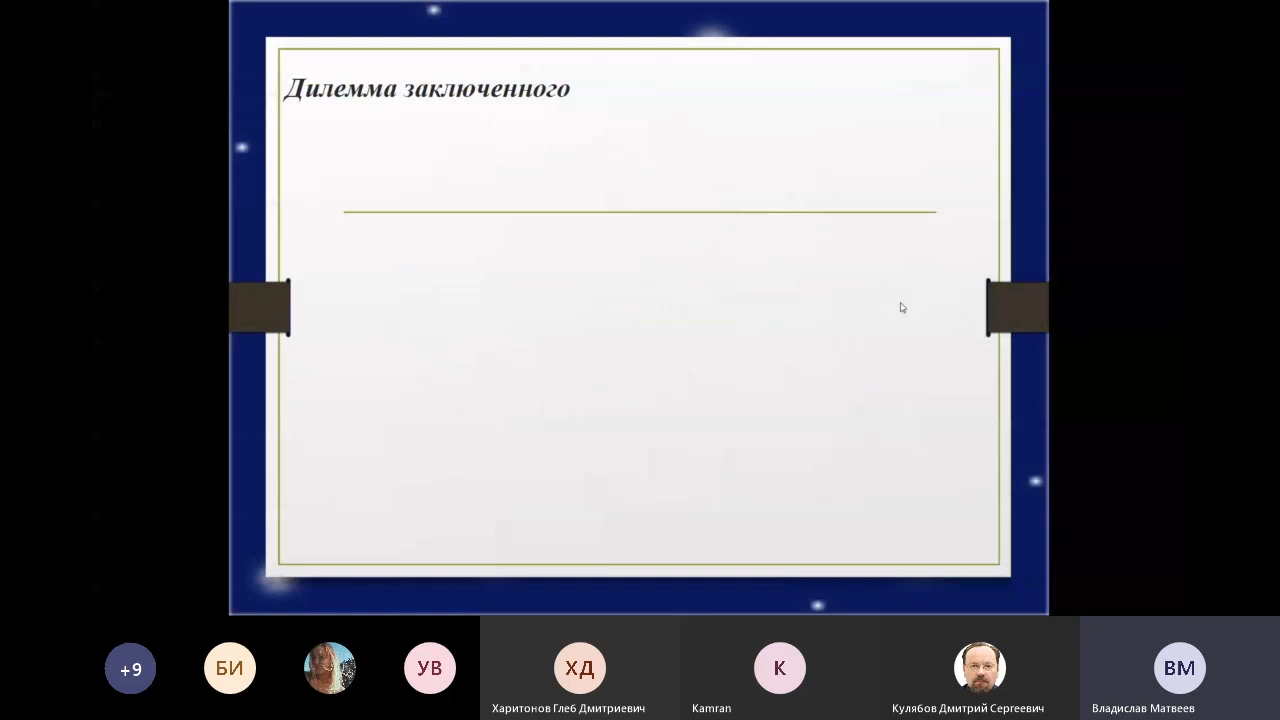 Дилемма заключенного
+9
БИ
УВ
ХД
К
ВМ
Харитонов Глеб Дмитриевич
Kamran
Кулябов Дмитрий Сергеевич
Владислав Матвеев